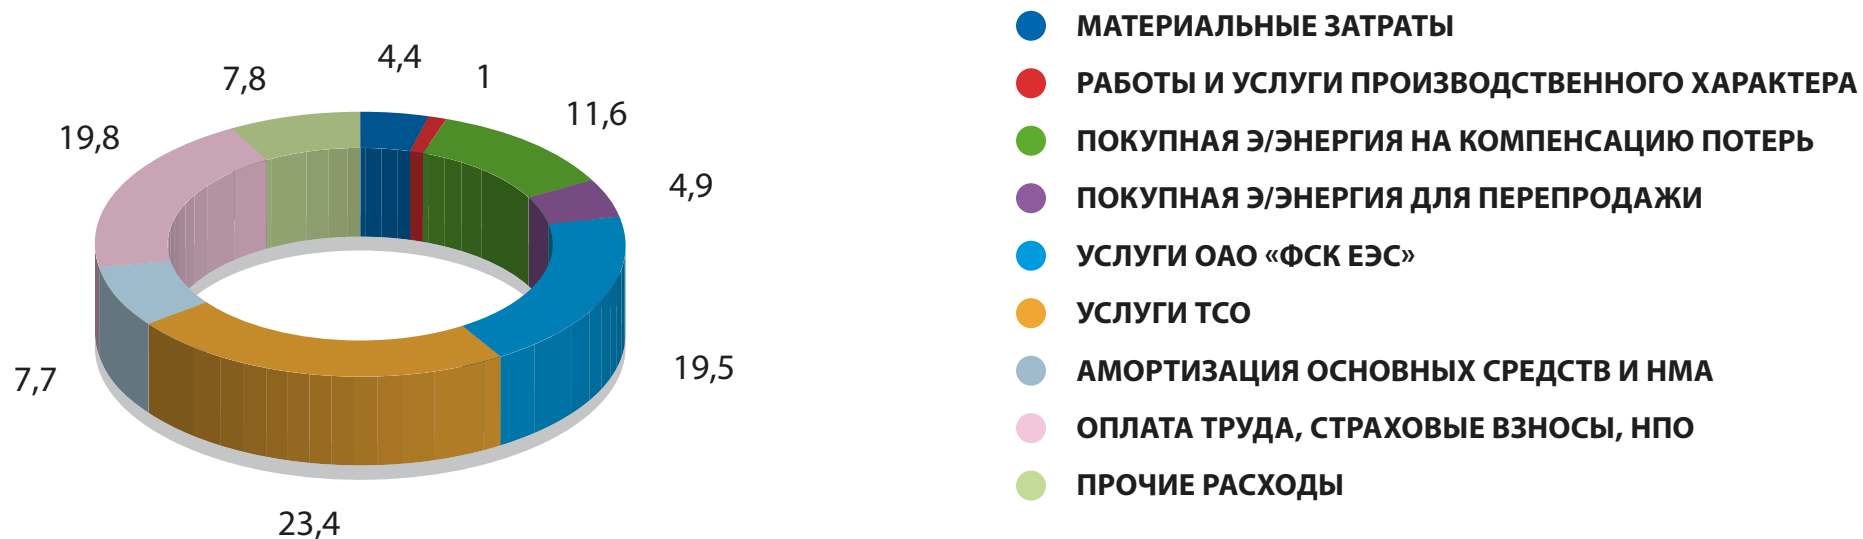 4,4
1
7,8
11,6
19,8
4,9
19,5
7,7
23,4
МАТЕРИАЛЬНЫЕ ЗАТРАТЫ
РАБОТЫ И УСЛУГИ ПРОИЗВОДСТВЕННОГО ХАРАКТЕРА
ПОКУПНАЯ Э/ЭНЕРГИЯ НА КОМПЕНСАЦИЮ ПОТЕРЬ
ПОКУПНАЯ Э/ЭНЕРГИЯ ДЛЯ ПЕРЕПРОДАЖИ
УСЛУГИ ОАО «ФСК ЕЭС»
УСЛУГИ ТСО
АМОРТИЗАЦИЯ ОСНОВНЫХ СРЕДСТВ И НМА
ОПЛАТА ТРУДА, СТРАХОВЫЕ ВЗНОСЫ, НПО
ПРОЧИЕ РАСХОДЫ